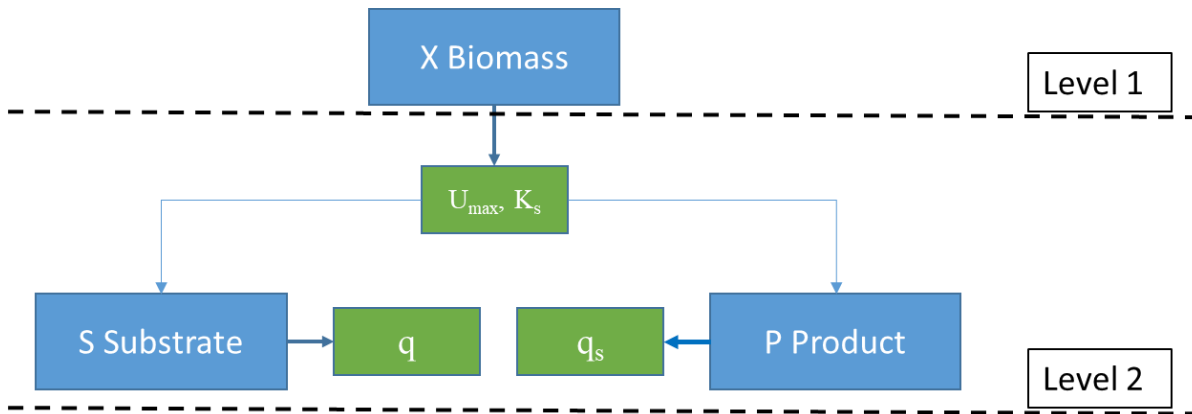 X Biomass
Level 1
Umax, Ks
S Substrate
q
qs
P Product
Level 2